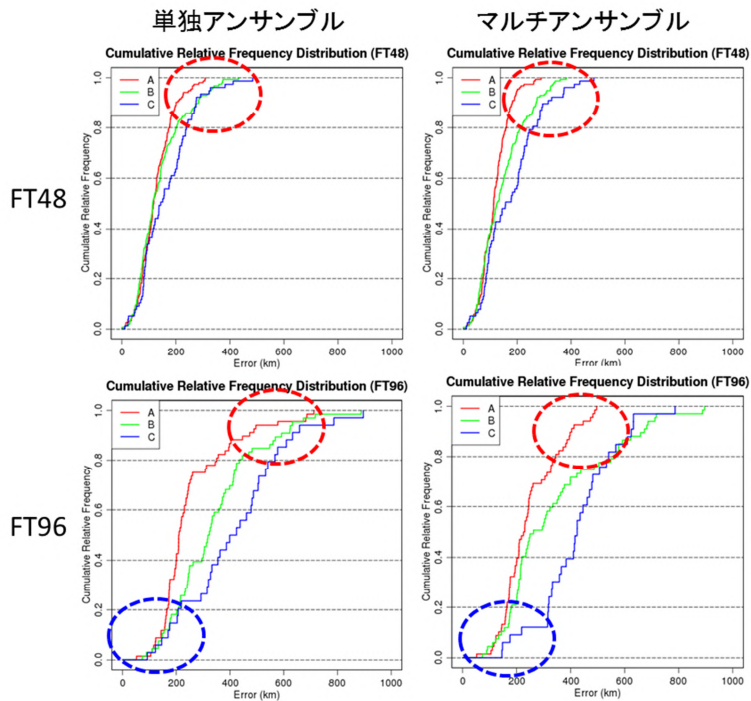 単独アンサンブル
マルチアンサンブル
FT48
Cumulative Relative Frequency Distribution (FT48)
A
B
C
Cumulative Relative Frequency
1.0
0.8
0.6
0.4
0.2
0.0
0 200 400 600 800 1000
Error (km)
Cumulative Relative Frequency Distribution (FT48)
A
B
C
Cumulative Relative Frequency
1.0
0.8
0.6
0.4
0.2
0.0
0 200 400 600 800 1000
Error (km)
FT96
Cumulative Relative Frequency Distribution (FT96)
A
B
C
Cumulative Relative Frequency
1.0
0.8
0.6
0.4
0.2
0.0
0 200 400 600 800 1000
Error (km)
Cumulative Relative Frequency Distribution (FT96)
A
B
C
Cumulative Relative Frequency
1.0
0.8
0.6
0.4
0.2
0.0
0 200 400 600 800 1000
Error (km)